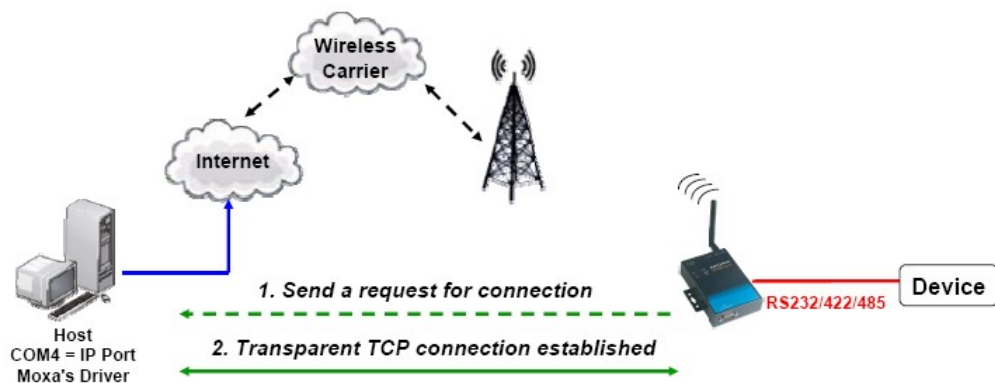 Wireless
Carrier
Internet
1. Send a request for connection
RS232/422/485
Device
Host
COM4 = IP Port
Moxa's Driver
2. Transparent TCP connection established